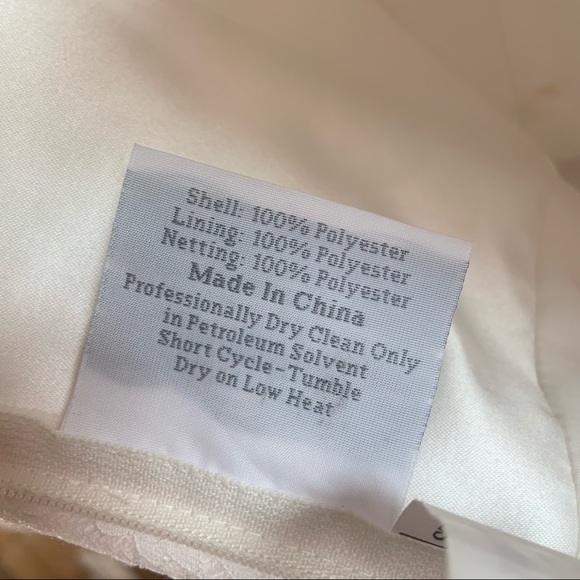 Shell: 100% Polyester
Lining: 100% Polyester
Netting: 100% Polyester
Made In China
Professionally Dry Clean Only
in Petroleum Solvent
Short Cycle - Tumble
Dry on Low Heat